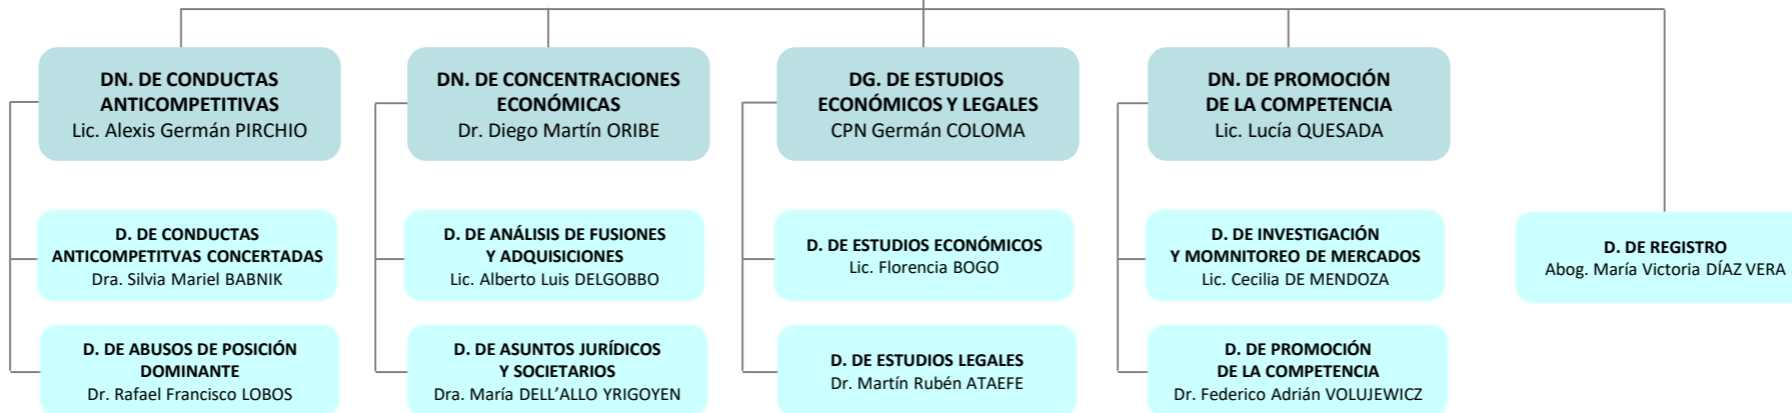 DN. DE CONDUCTAS
ANTICOMPETITIVAS
Lic. Alexis Germán PIRCHIO
DN. DE CONCENTRACIONES
ECONÓMICAS
Dr. Diego Martín ORIBE
DG. DE ESTUDIOS
ECONÓMICOS Y LEGALES
CPN Germán COLOMA
DN. DE PROMOCIÓN
DE LA COMPETENCIA
Lic. Lucía QUESADA
D. DE CONDUCTAS
ANTICOMPETITVAS CONCERTADAS
Dra. Silvia Mariel BABNIK
D. DE ANÁLISIS DE FUSIONES
Y ADQUISICIONES
Lic. Alberto Luis DELGOBBO
D. DE ESTUDIOS ECONÓMICOS
Lic. Florencia BOGO
D. DE INVESTIGACIÓN
Y MOMNITOREO DE MERCADOS
Lic. Cecilia DE MENDOZA
D. DE REGISTRO
Abog. María Victoria DÍAZ VERA
D. DE ABUSOS DE POSICIÓN
DOMINANTE
Dr. Rafael Francisco LOBOS
D. DE ASUNTOS JURÍDICOS
Y SOCIETARIOS
Dra. María DELL'ALLO YRIGOYEN
D. DE ESTUDIOS LEGALES
Dr. Martín Rubén ATAEFE
D. DE PROMOCIÓN
DE LA COMPETENCIA
Dr. Federico Adrián VOLUJEWICZ